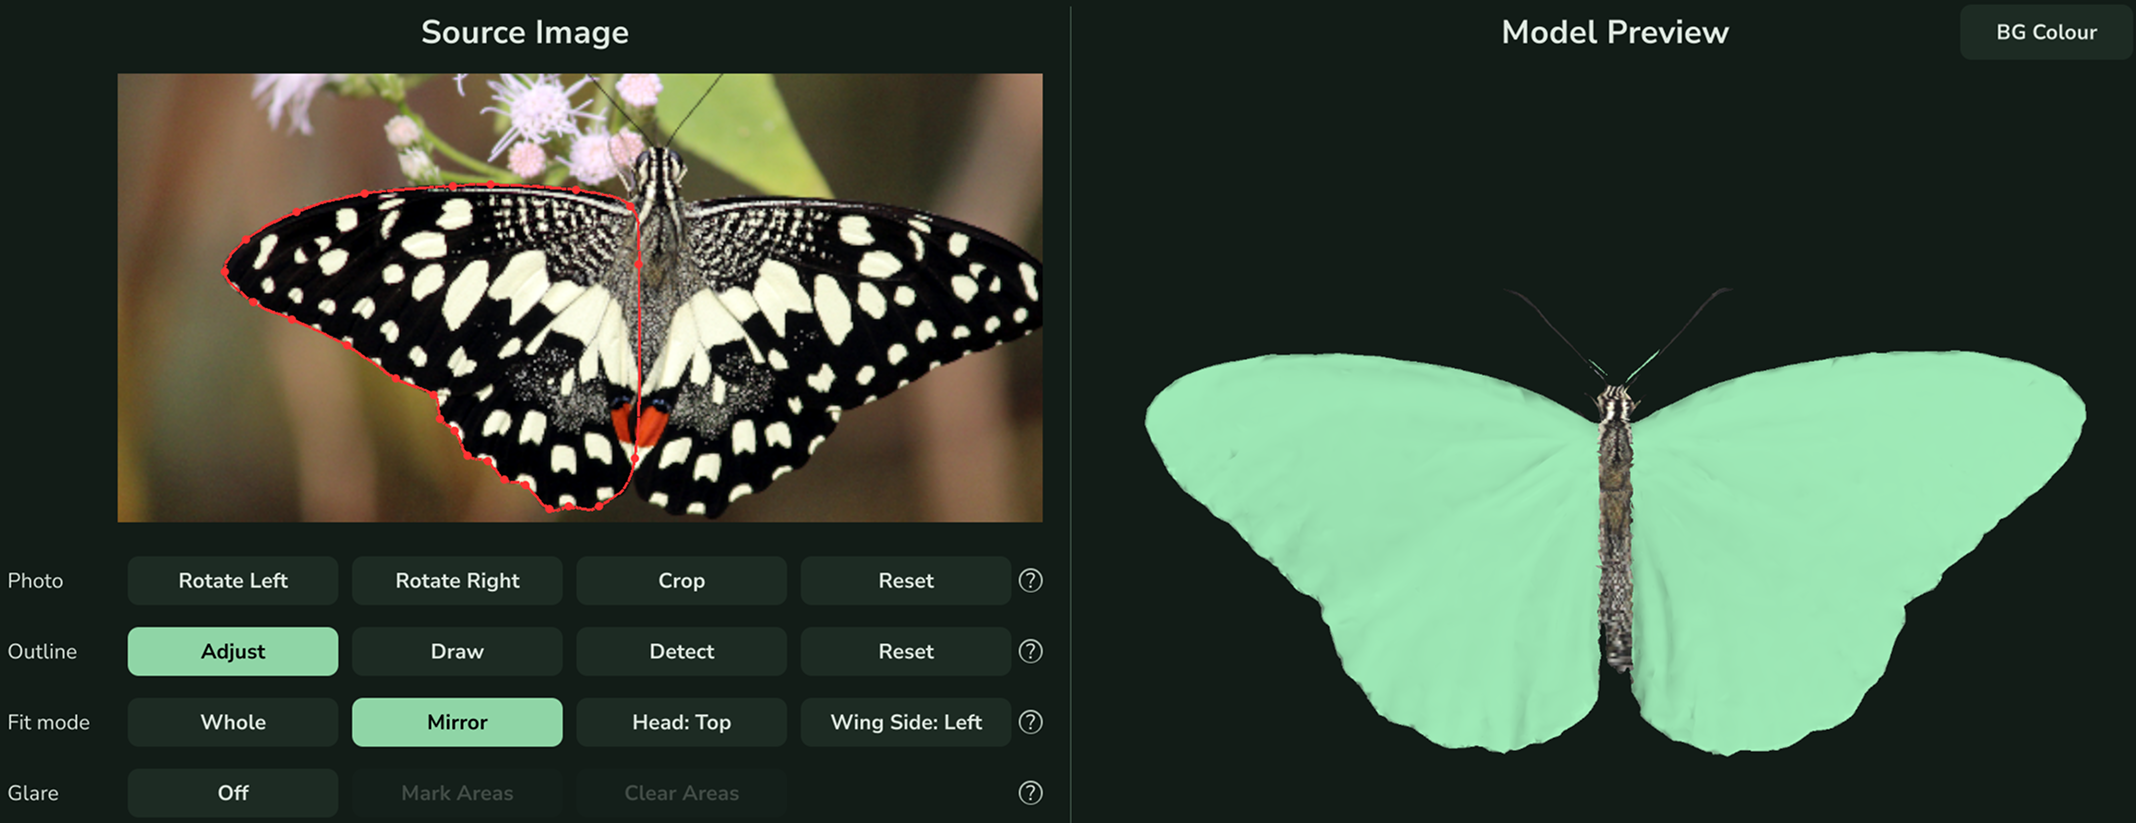 Source Image
Model Preview
BG Colour
Photo
Rotate Left
Rotate Right
Crop
Reset
?
Outline
Adjust
Draw
Detect
Reset
?
Fit mode
Whole
Mirror
Head: Top
Wing Side: Left
?
Glare
Off
Mark Areas
Clear Areas
?